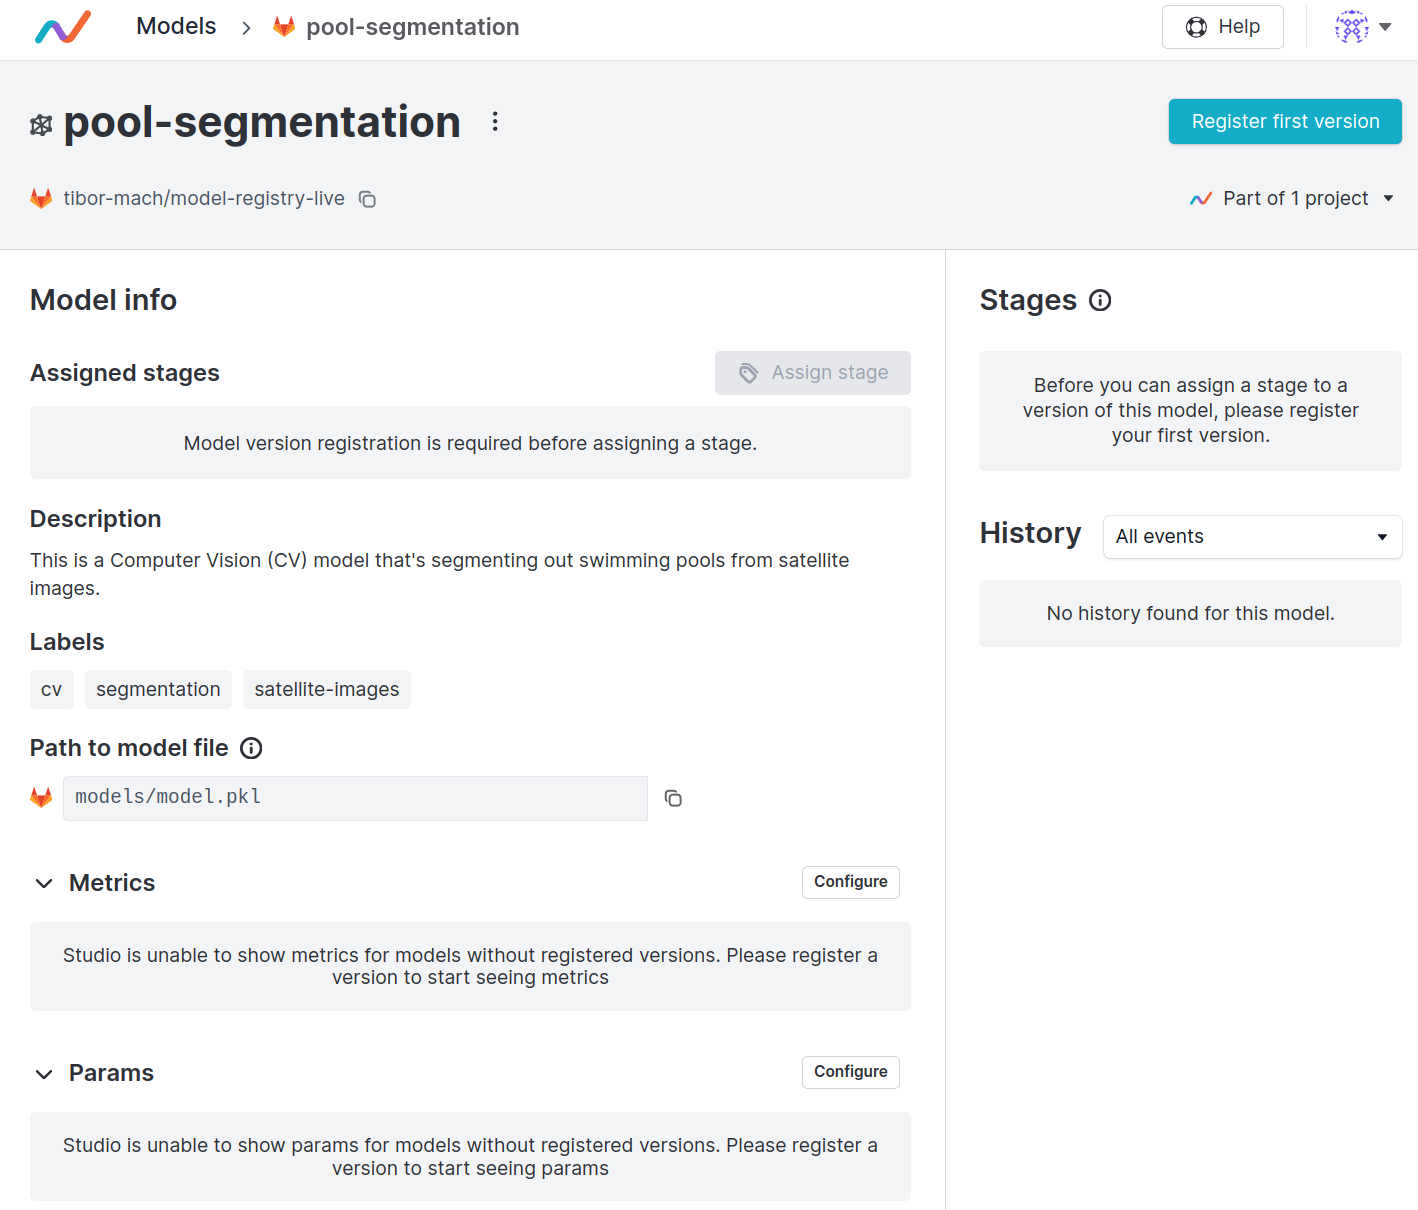 Models
pool-segmentation
Help
pool-segmentation
Register first version
tibor-mach/model-registry-live
Part of 1 project
Model info
Assigned stages
Assign stage
Model version registration is required before assigning a stage.
Description
This is a Computer Vision (CV) model that's segmenting out swimming pools from satellite
images.
Labels
cv
segmentation
satellite-images
Path to model file
models/model.pkl
Metrics
Configure
Studio is unable to show metrics for models without registered versions. Please register a
version to start seeing metrics
Params
Configure
Studio is unable to show params for models without registered versions. Please register a
version to start seeing params
Stages
Before you can assign a stage to a
version of this model, please register
your first version.
History
All events
No history found for this model.